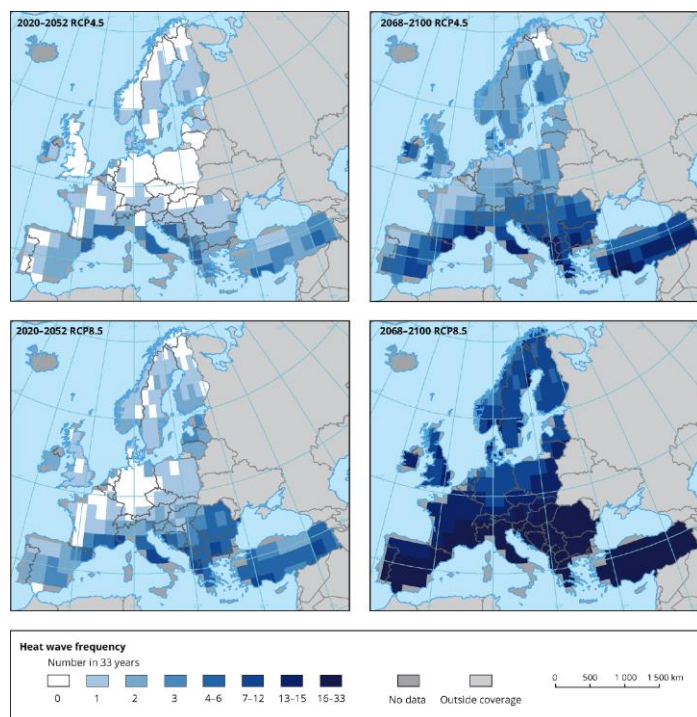 2020–2052 RCP4.5
2068–2100 RCP4.5
2020–2052 RCP8.5
2068–2100 RCP8.5
Heat wave frequency
Number in 33 years
0 1 2 3 4–6 7–12 13–15 16–33
No data Outside coverage
0 500 1 000 1 500 km